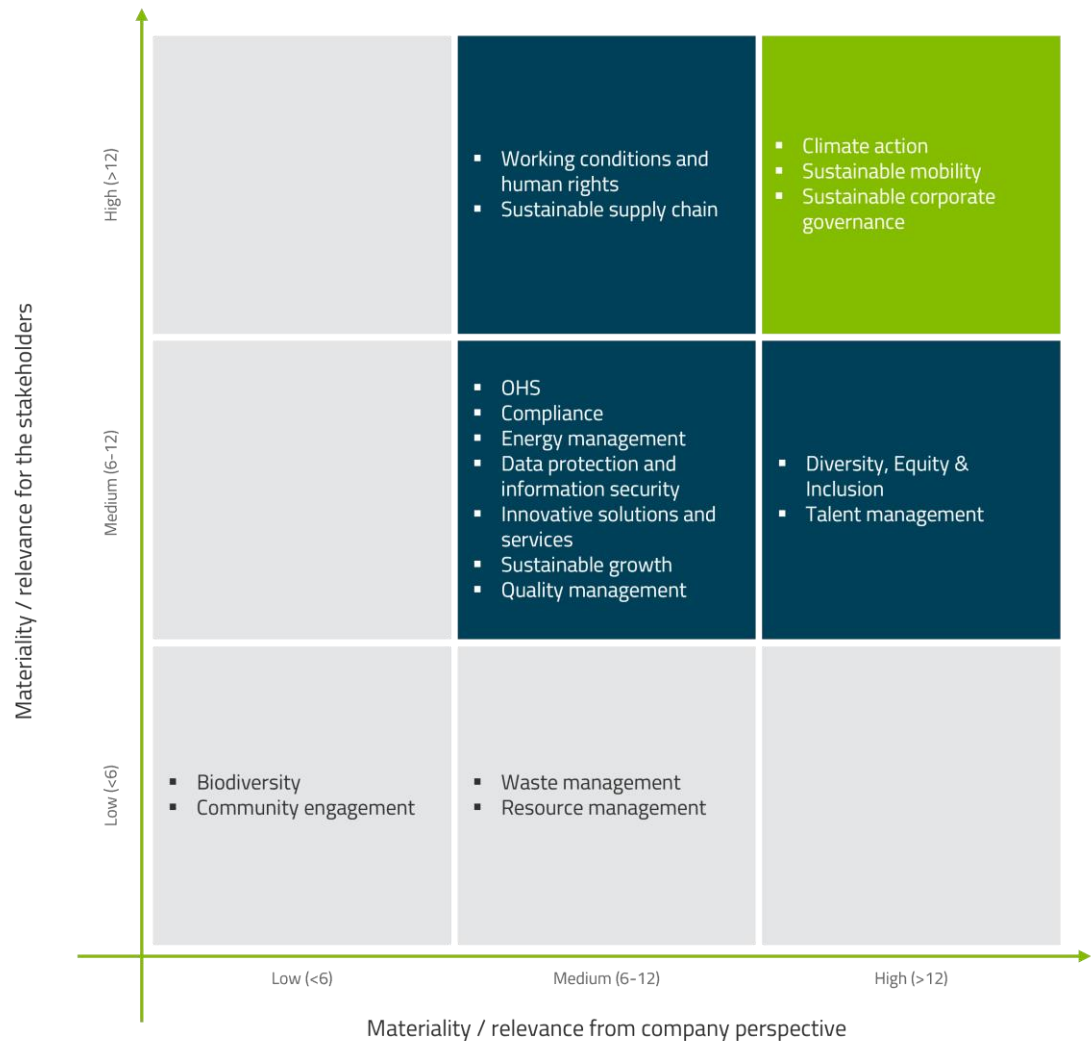 Materiality / relevance for the stakeholders
High (>12)
▪ Working conditions and
human rights
▪ Sustainable supply chain
▪ Climate action
▪ Sustainable mobility
▪ Sustainable corporate
governance
Medium (6-12)
▪ OHS
▪ Compliance
▪ Energy management
▪ Data protection and
information security
▪ Innovative solutions and
services
▪ Sustainable growth
▪ Quality management
▪ Diversity, Equity &
Inclusion
▪ Talent management
Low (<6)
▪ Biodiversity
▪ Community engagement
▪ Waste management
▪ Resource management
Low (<6)
Medium (6-12)
High (>12)
Materiality / relevance from company perspective